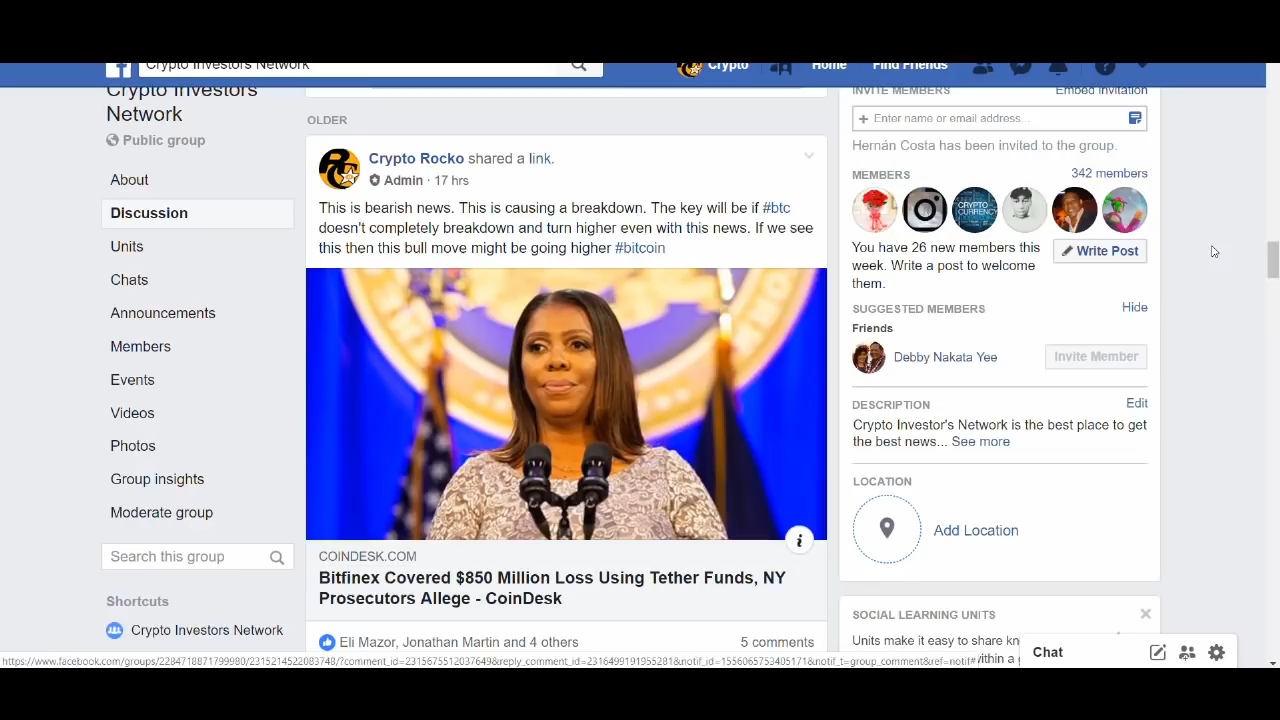 Crypto Investors Network
Crypto
Home
Find Friends
Crypto Investors
Network
Public group
About
Discussion
Units
Chats
Announcements
Members
Events
Videos
Photos
Group insights
Moderate group
Search this group
Shortcuts
Crypto Investors Network
OLDER
Crypto Rocko shared a link.
Admin · 17 hrs
This is bearish news. This is causing a breakdown. The key will be if #btc
doesn't completely breakdown and turn higher even with this news. If we see
this then this bull move might be going higher #bitcoin
COINDESK.COM
Bitfinex Covered $850 Million Loss Using Tether Funds, NY
Prosecutors Allege - CoinDesk
Eli Mazor, Jonathan Martin and 4 others
5 comments
INVITE MEMBERS
Embed Invitation
+ Enter name or email address...
Hernán Costa has been invited to the group.
MEMBERS
342 members
CRYPTO
CURRENCY
You have 26 new members this
week. Write a post to welcome
them.
Write Post
SUGGESTED MEMBERS
Hide
Friends
Debby Nakata Yee
Invite Member
DESCRIPTION
Edit
Crypto Investor's Network is the best place to get
the best news... See more
LOCATION
Add Location
SOCIAL LEARNING UNITS
Units make it easy to share
Chat
https://www.facebook.com/groups/2284718871799980/2315214522083748/?comment_id=2315675512037649&reply_comment_id=2316499191955281&notif_id=1556065753405171&notif_t=group_comment&ref=notif#